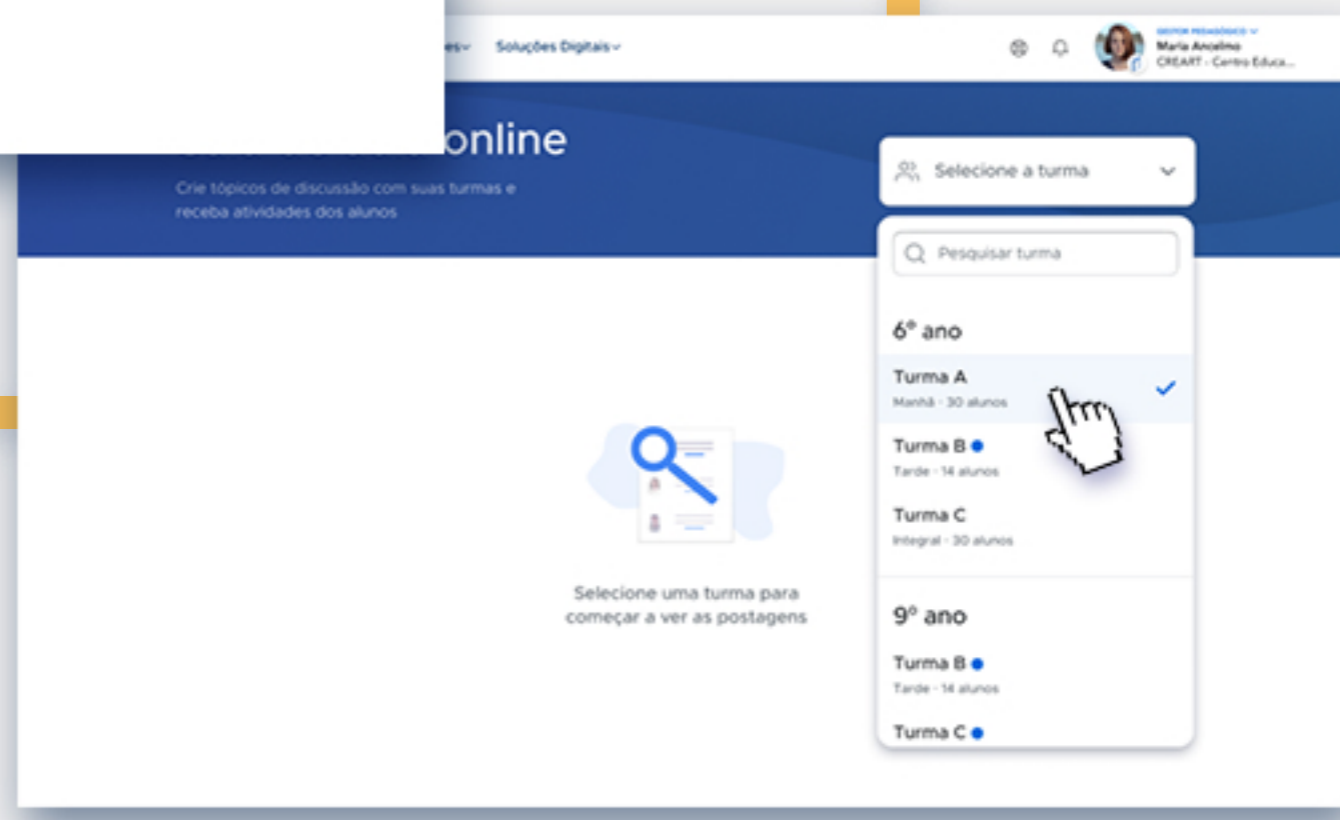 Soluções Digitais
GESTOR PEDAGÓGICO
Maria Ancelmo
CREART - Centro Educa...
online
Crie tópicos de discussão com suas turmas e
receba atividades dos alunos
Selecione a turma
Pesquisar turma
6º ano
Turma A
Manhã - 30 alunos
Turma B
Tarde - 14 alunos
Turma C
Integral - 30 alunos
Selecione uma turma para
começar a ver as postagens
9º ano
Turma B
Tarde - 14 alunos
Turma C